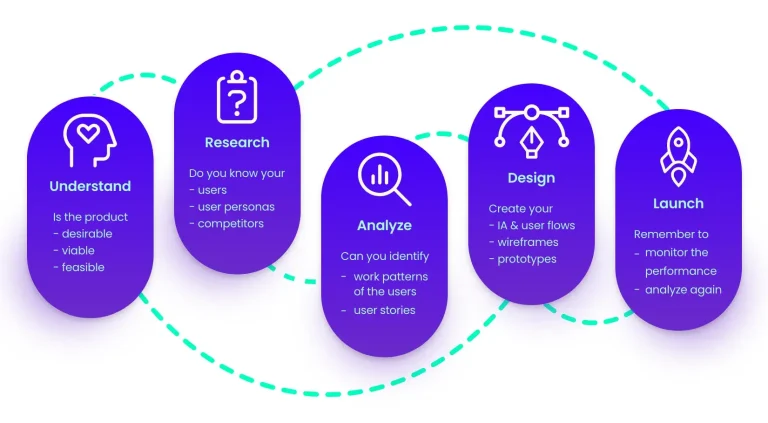 Understand
Is the product
- desirable
- viable
- feasible
Research
Do you know your
- users
- user personas
- competitors
Analyze
Can you identify
- work patterns
of the users
- user stories
Design
Create your
- IA & user flows
- wireframes
- prototypes
Launch
Remember to
- monitor the
performance
- analyze again